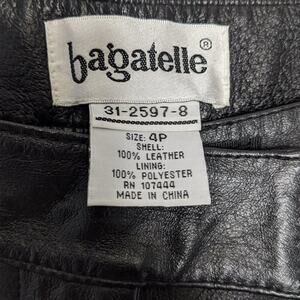 bagatelle®
31-2597-8
SIZE: 4P
SHELL:
100% LEATHER
LINING:
100% POLYESTER
RN 107444
MADE IN CHINA